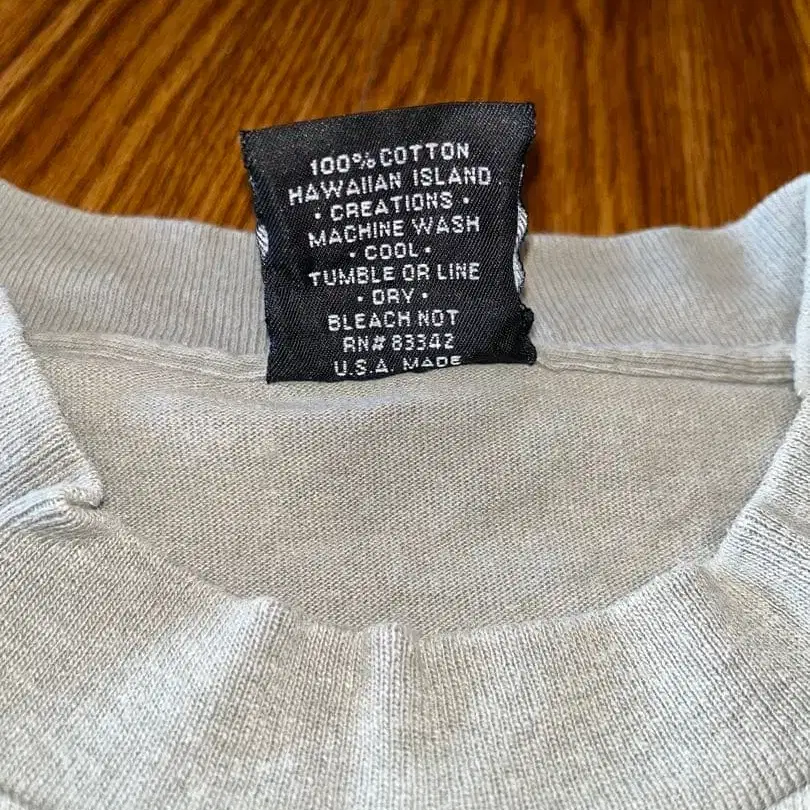 100% COTTON
HAWAIIAN ISLAND
• CREATIONS •
MACHINE WASH
• COOL •
TUMBLE OR LINE
• DRY •
BLEACH NOT
RN# 83342
U.S.A. MADE